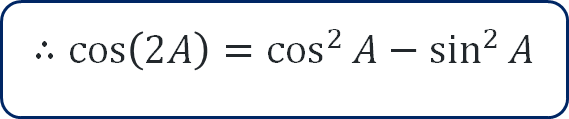 ∴ cos(2A) = cos² A − sin² A